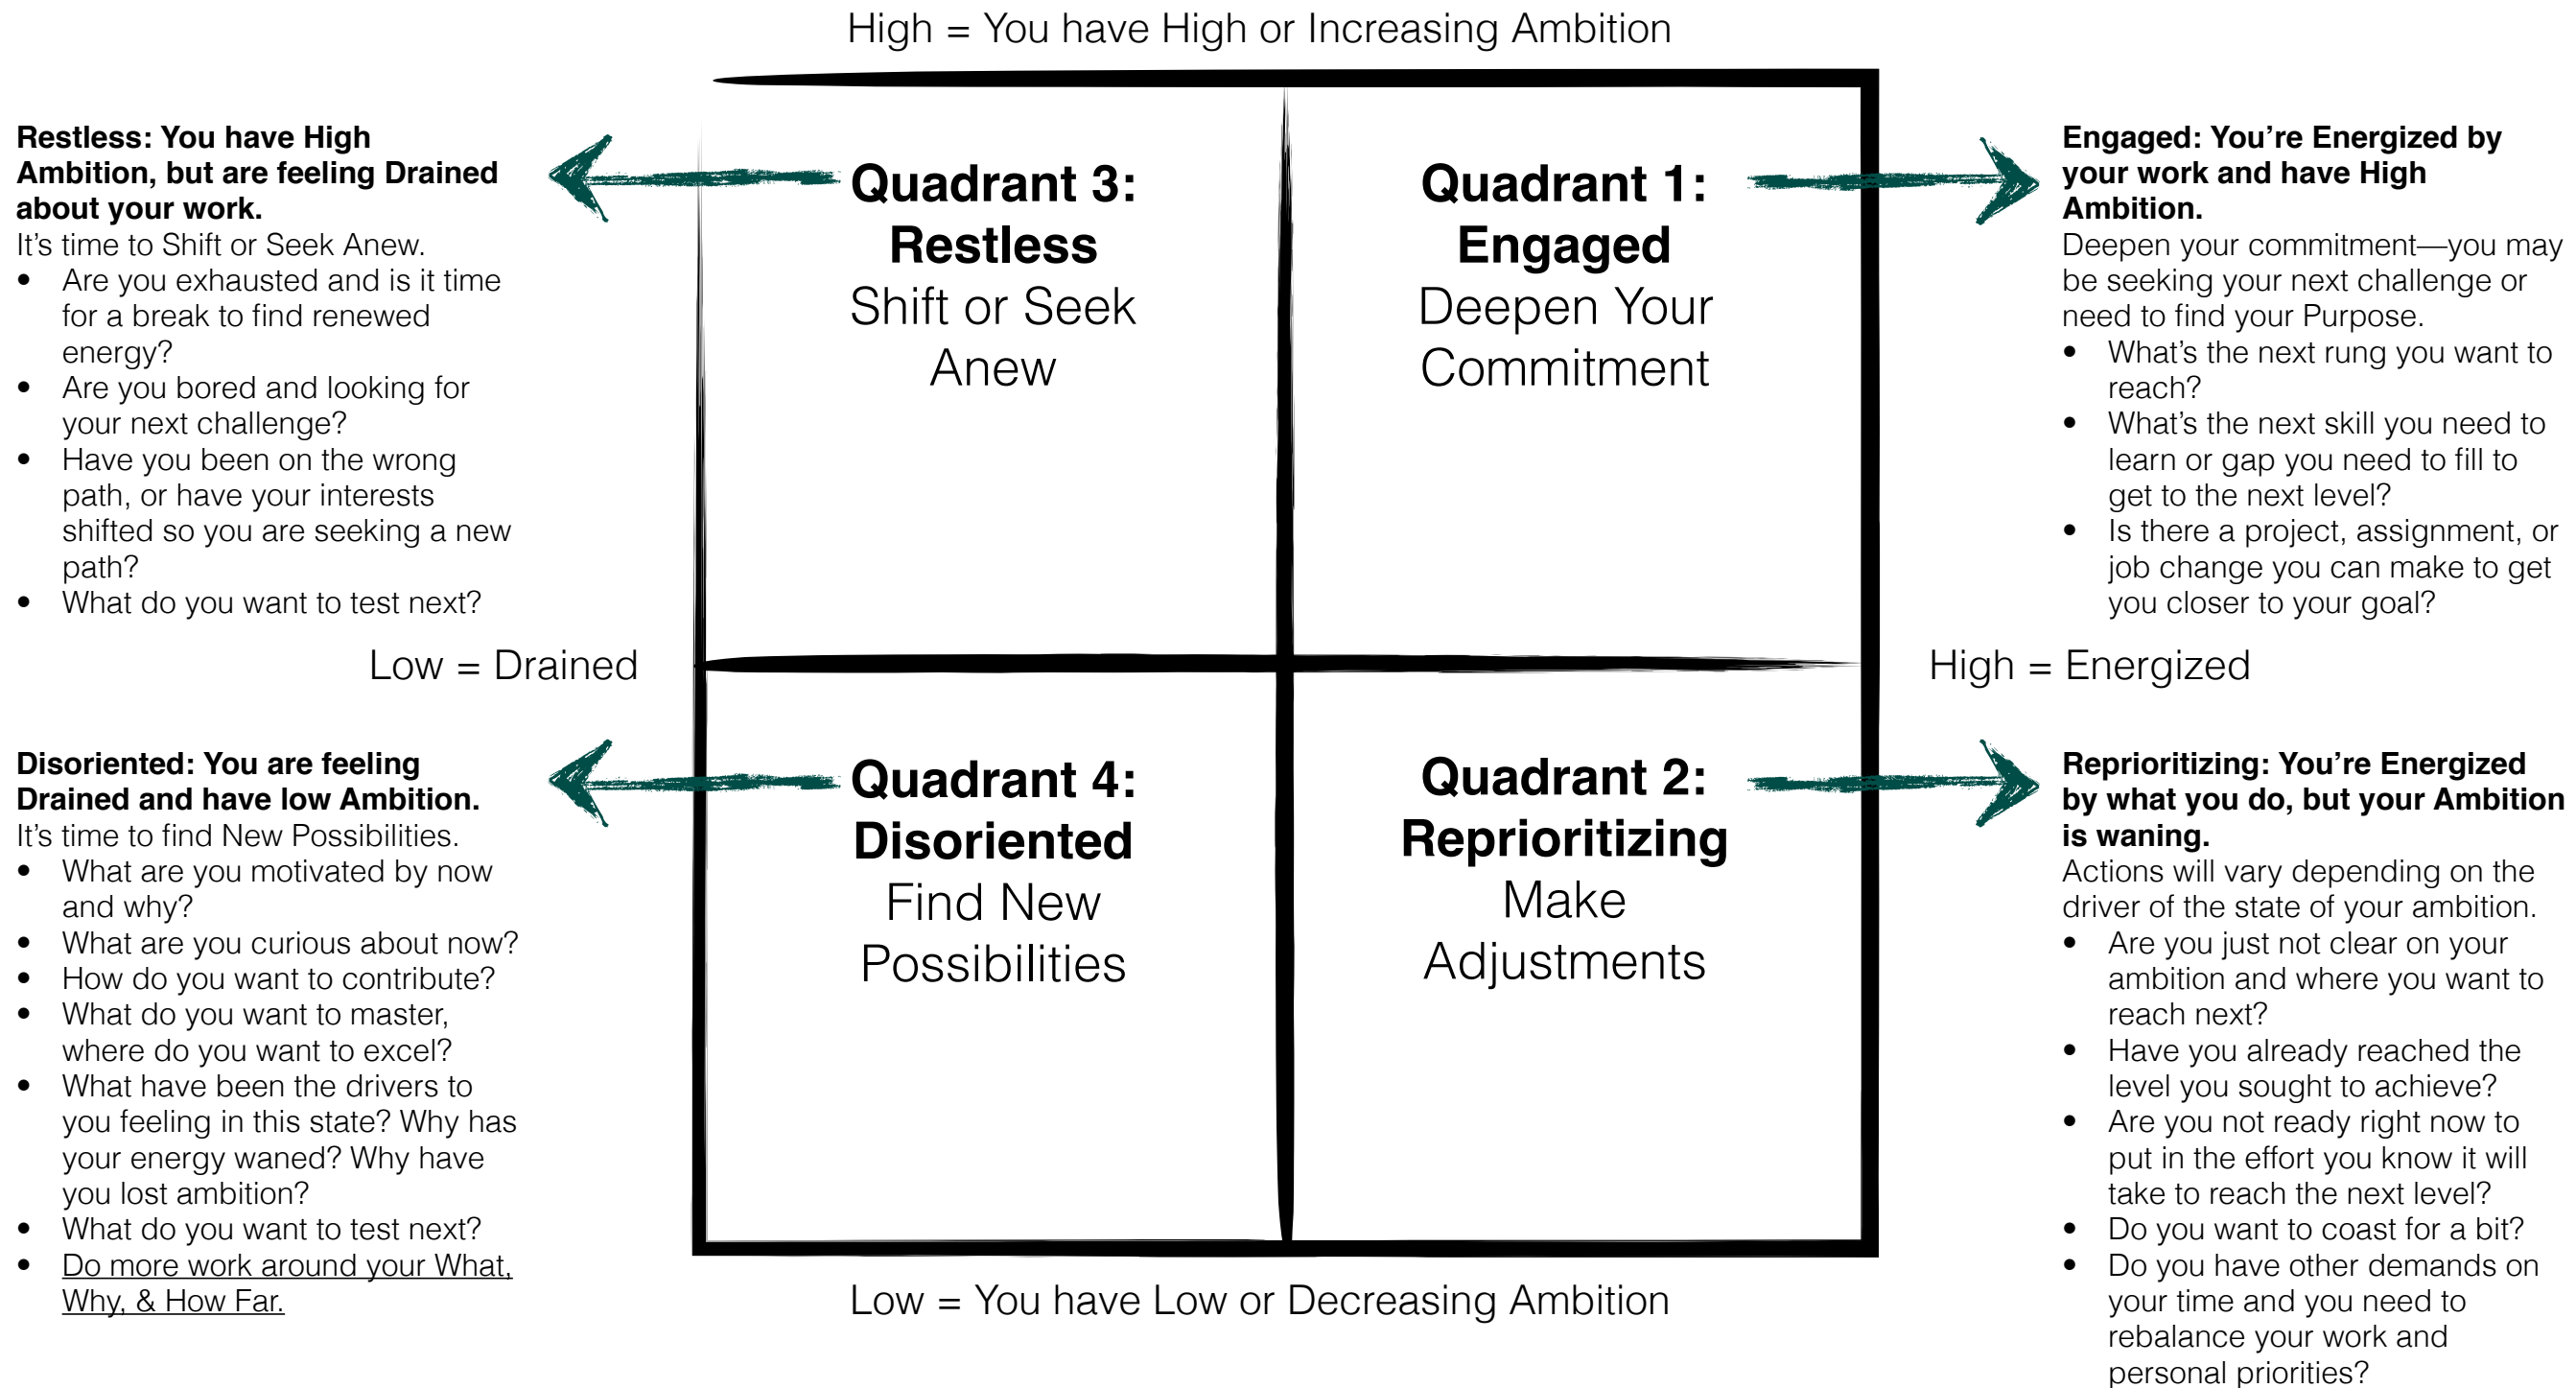 High = You have High or Increasing Ambition
Restless: You have High
Ambition, but are feeling Drained
about your work.
It’s time to Shift or Seek Anew.
• Are you exhausted and is it time
for a break to find renewed
energy?
• Are you bored and looking for
your next challenge?
• Have you been on the wrong
path, or have your interests
shifted so you are seeking a new
path?
• What do you want to test next?
Quadrant 3:
Restless
Shift or Seek
Anew
Quadrant 1:
Engaged
Deepen Your
Commitment
Engaged: You’re Energized by
your work and have High
Ambition.
Deepen your commitment—you may
be seeking your next challenge or
need to find your Purpose.
• What’s the next rung you want to
reach?
• What’s the next skill you need to
learn or gap you need to fill to
get to the next level?
• Is there a project, assignment, or
job change you can make to get
you closer to your goal?
Low = Drained
High = Energized
Disoriented: You are feeling
Drained and have low Ambition.
It’s time to find New Possibilities.
• What are you motivated by now
and why?
• What are you curious about now?
• How do you want to contribute?
• What do you want to master,
where do you want to excel?
• What have been the drivers to
you feeling in this state? Why has
your energy waned? Why have
you lost ambition?
• What do you want to test next?
• Do more work around your What,
Why, & How Far.
Quadrant 4:
Disoriented
Find New
Possibilities
Quadrant 2:
Reprioritizing
Make
Adjustments
Reprioritizing: You’re Energized
by what you do, but your Ambition
is waning.
Actions will vary depending on the
driver of the state of your ambition.
• Are you just not clear on your
ambition and where you want to
reach next?
• Have you already reached the
level you sought to achieve?
• Are you not ready right now to
put in the effort you know it will
take to reach the next level?
• Do you want to coast for a bit?
• Do you have other demands on
your time and you need to
rebalance your work and
personal priorities?
Low = You have Low or Decreasing Ambition